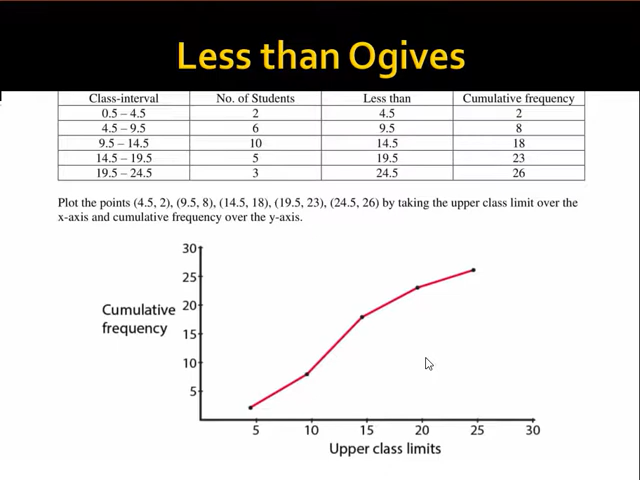 Less than Ogives
Class-interval No. of Students Less than Cumulative frequency
0.5 – 4.5 2 4.5 2
4.5 – 9.5 6 9.5 8
9.5 – 14.5 10 14.5 18
14.5 – 19.5 5 19.5 23
19.5 – 24.5 3 24.5 26
Plot the points (4.5, 2), (9.5, 8), (14.5, 18), (19.5, 23), (24.5, 26) by taking the upper class limit over the
x-axis and cumulative frequency over the y-axis.
30
25
Cumulative 20
frequency
15
10
5
5 10 15 20 25 30
Upper class limits